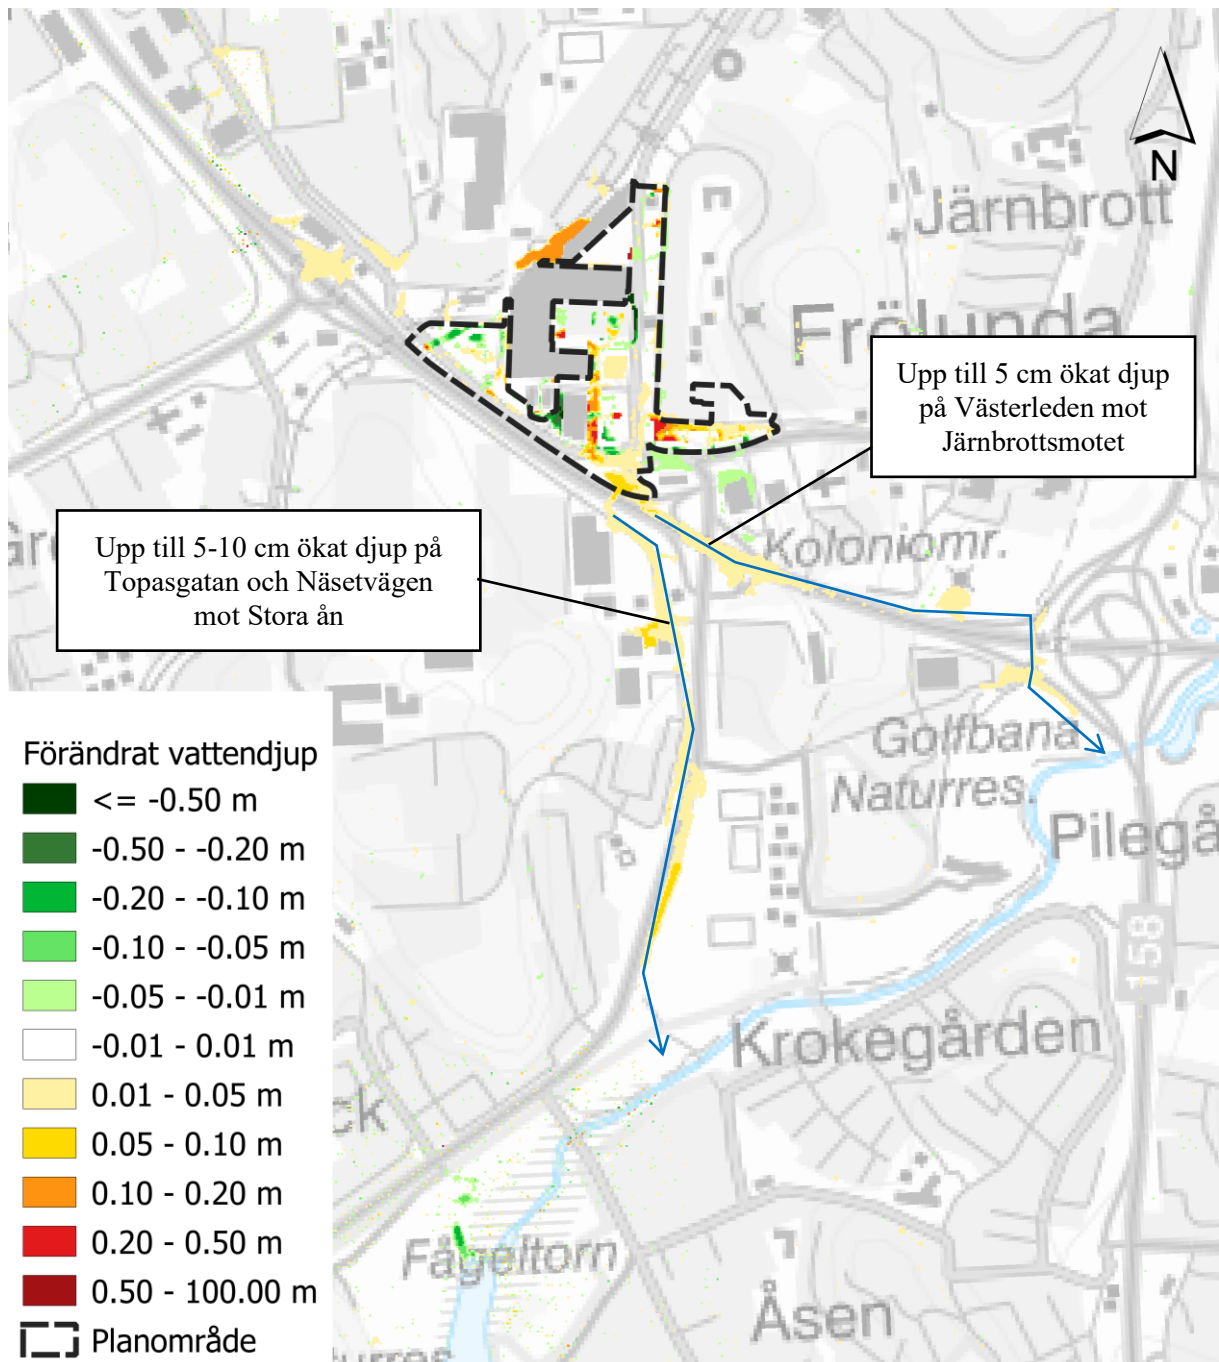 N
Järnbrott
Frölunda
Upp till 5 cm ökat djup
på Västerleden mot
Järnbrottsmotet
Upp till 5-10 cm ökat djup på
Topasgatan och Näsetvägen
mot Stora ån
Koloniomr.
Golfbana
Naturres.
Pilegå
158
Krokegården
Förändrat vattendjup
<= -0.50 m
-0.50 - -0.20 m
-0.20 - -0.10 m
-0.10 - -0.05 m
-0.05 - -0.01 m
-0.01 - 0.01 m
0.01 - 0.05 m
0.05 - 0.10 m
0.10 - 0.20 m
0.20 - 0.50 m
0.50 - 100.00 m
Planområde
ck
Fågeltorn
Åsen
turres